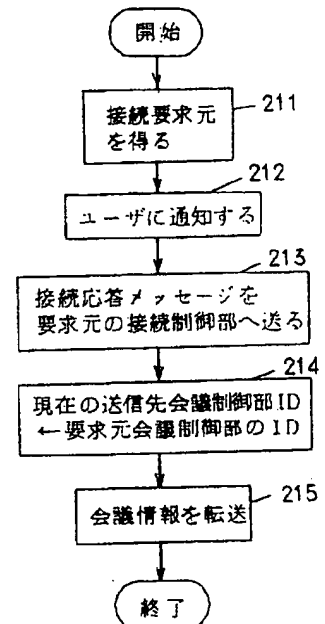 開始
211
接続要求元
を得る
212
ユーザに通知する
213
接続応答メッセージを
要求元の接続制御部へ送る
214
現在の送信先会議制御部ID
←要求元会議制御部のID
215
会議情報を転送
終了